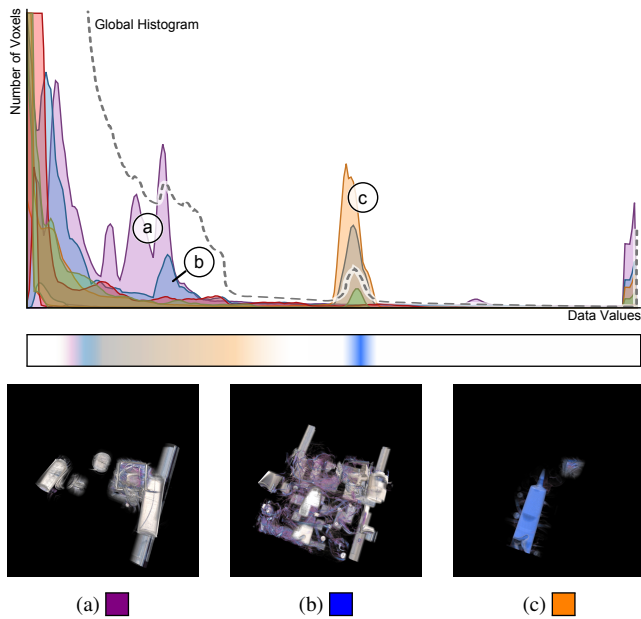 Number of Voxels
Global Histogram
a
b
c
Data Values
(a)
(b)
(c)